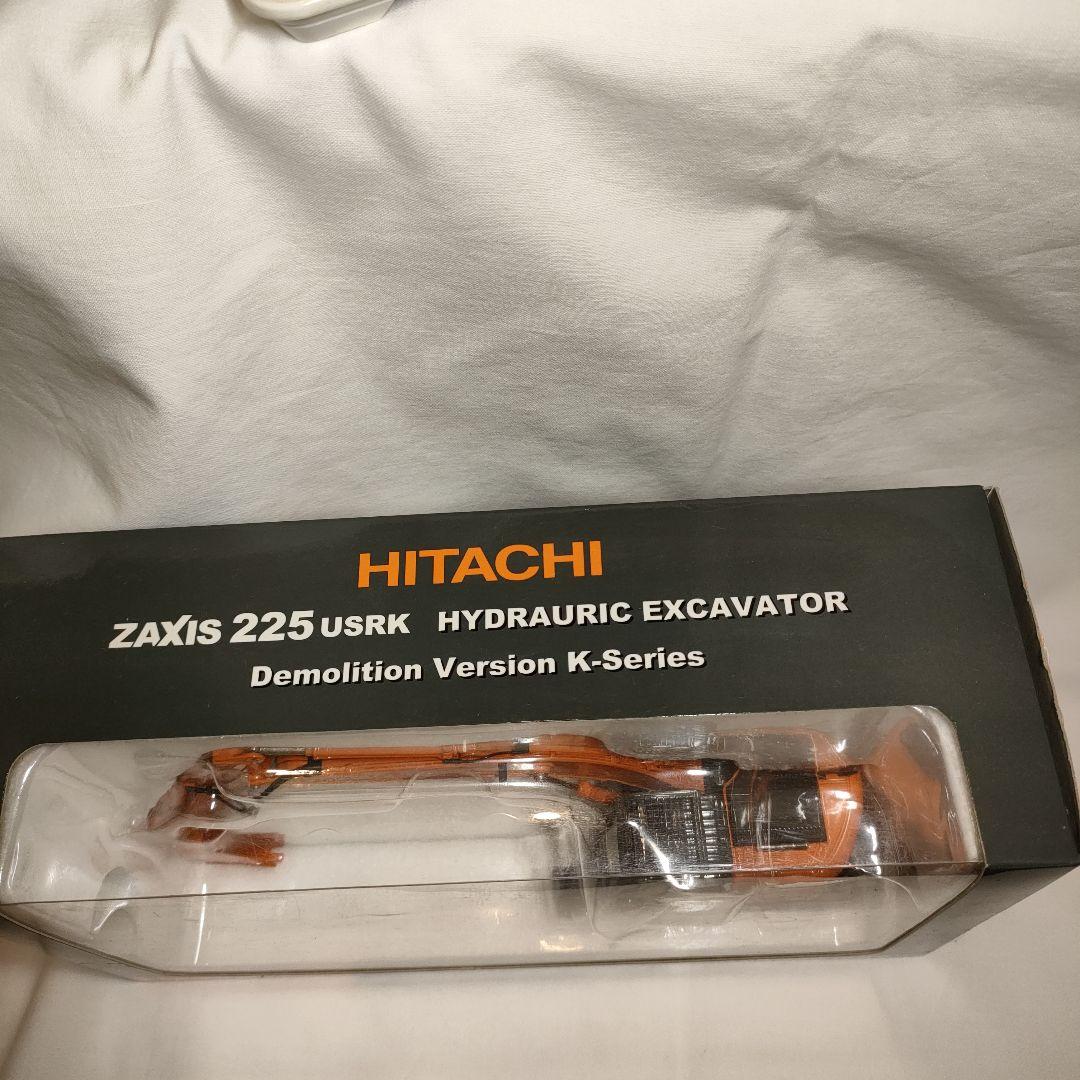 HITACHI
ZAXIS 225 USRK HYDRAURIC EXCAVATOR
Demolition Version K-Series